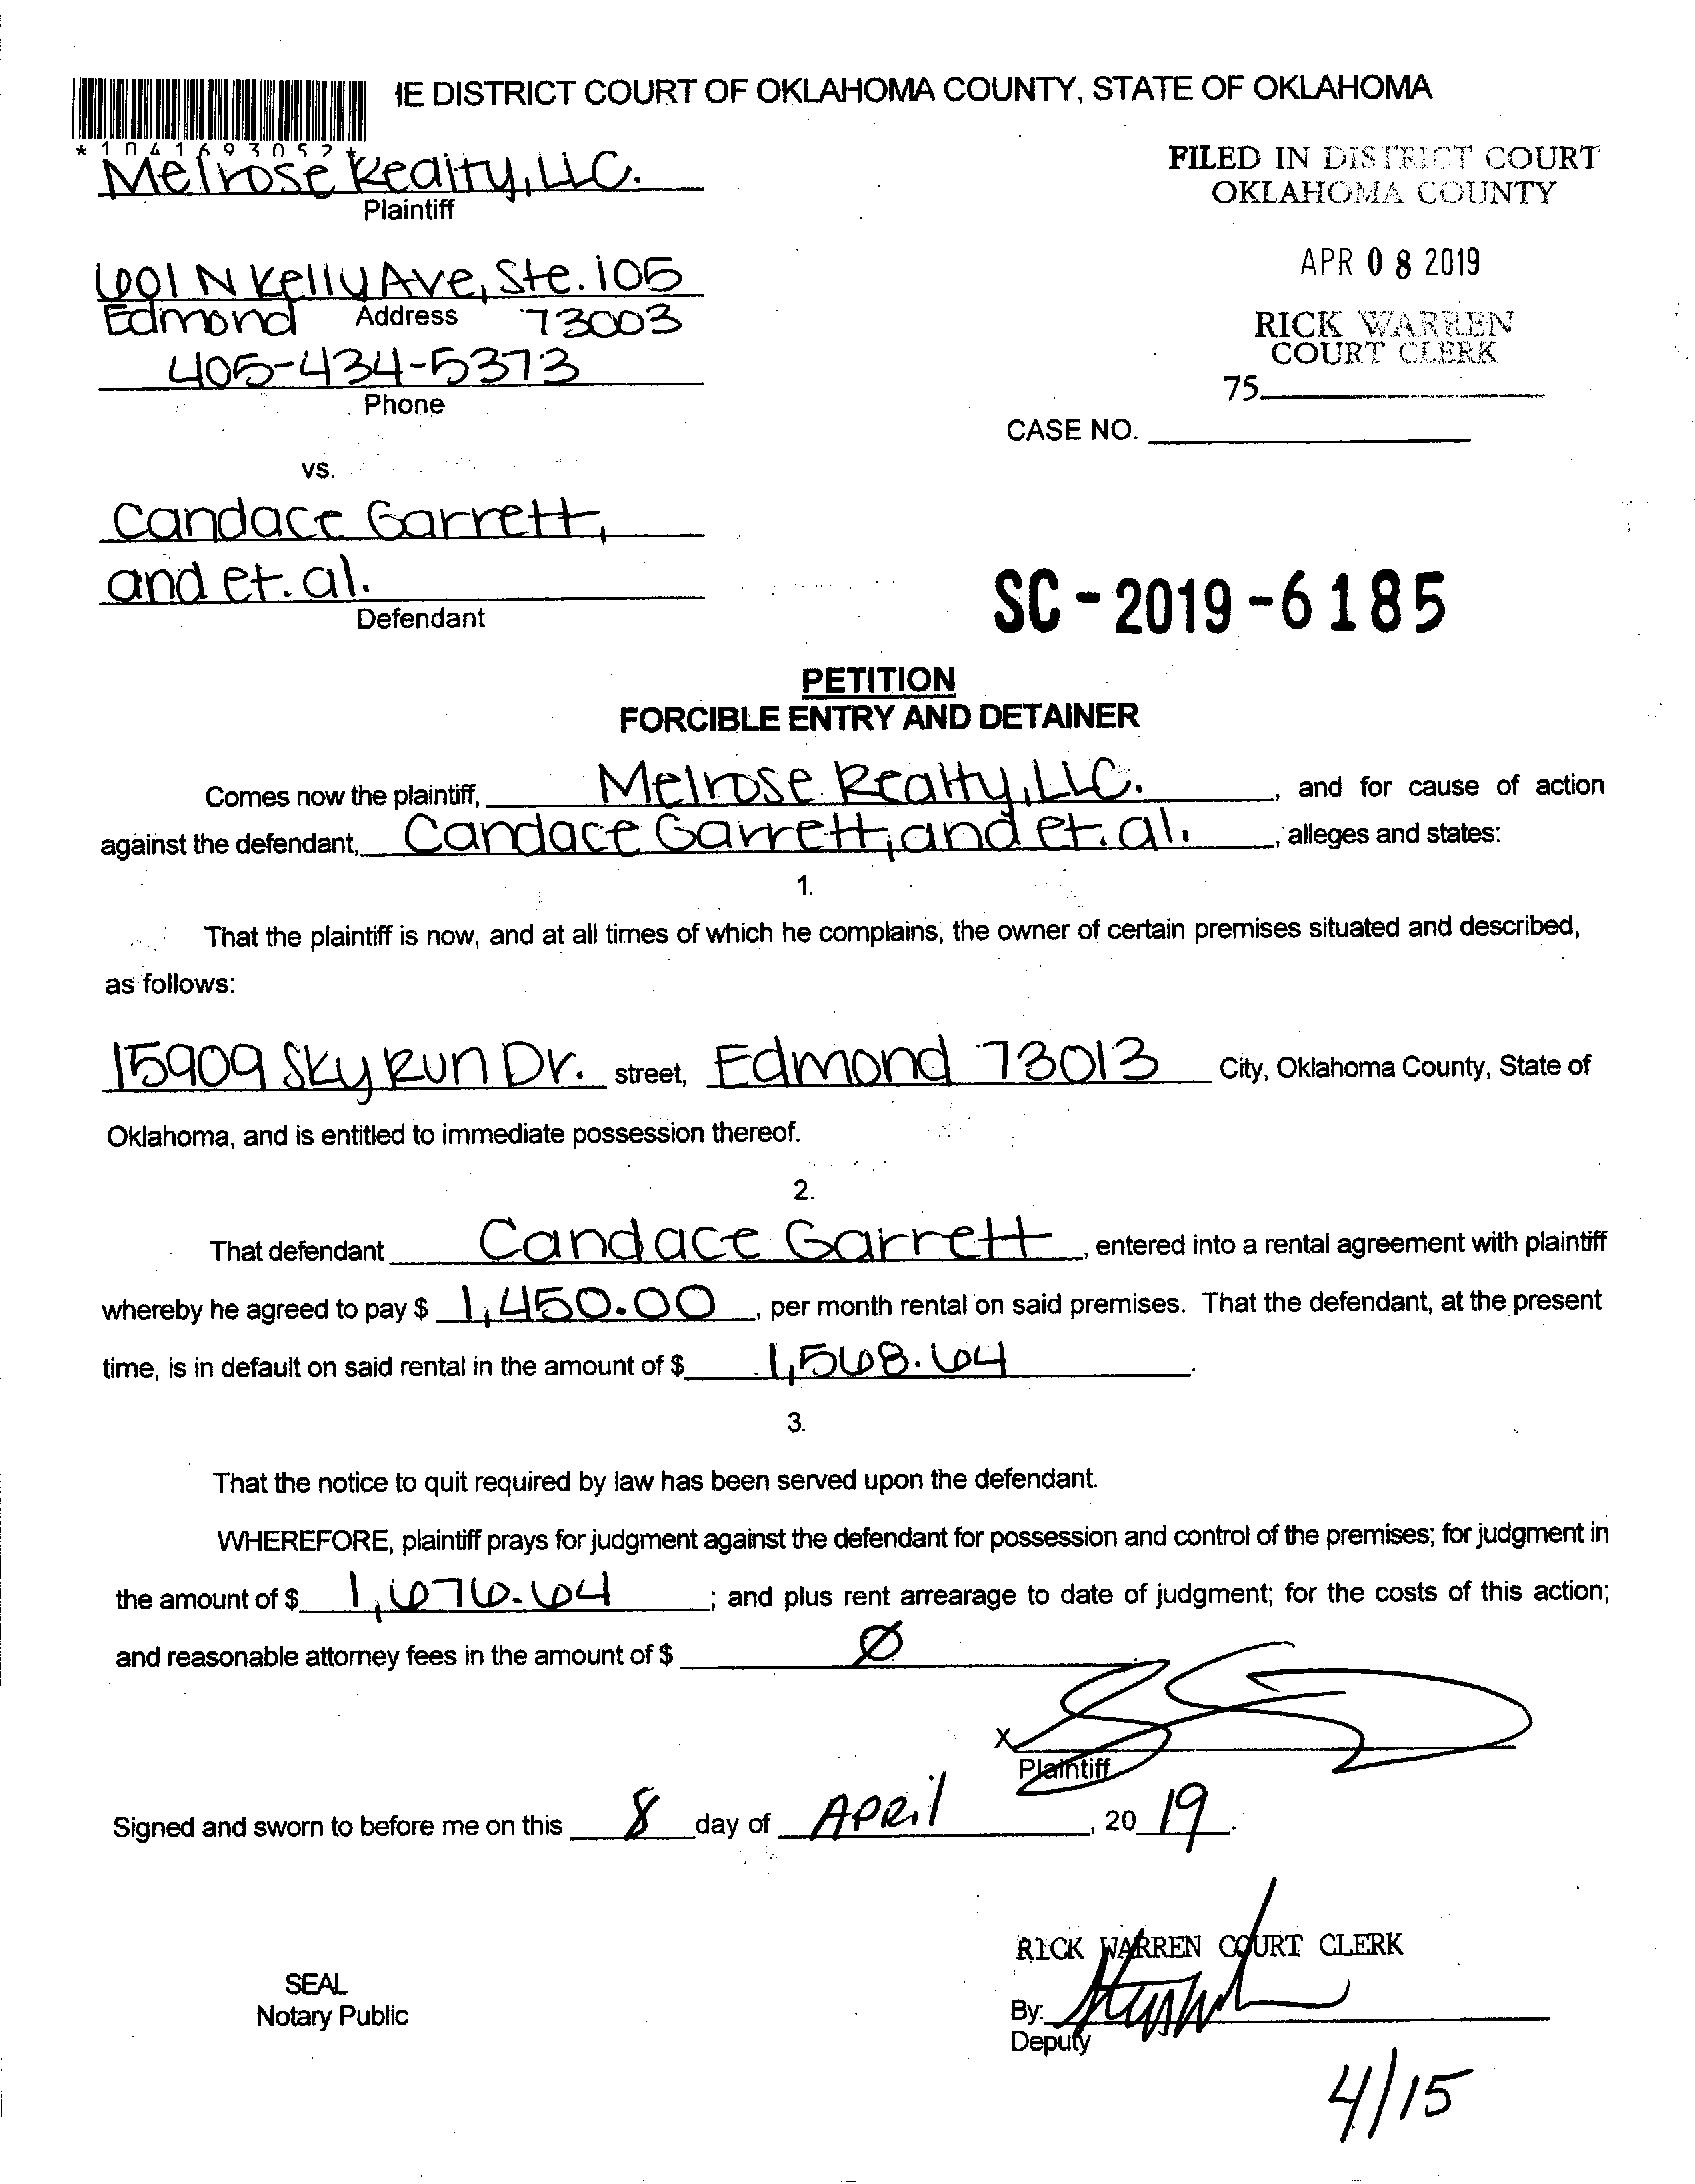 IE DISTRICT COURT OF OKLAHOMA COUNTY, STATE OF OKLAHOMA
*1041693052*
Melrose Realty, LLC.
Plaintiff
FILED IN DISTRICT COURT
OKLAHOMA COUNTY
601 N Kelly Ave, Ste. 105
Address
Edmond 73003
APR 08 2019
RICK WARREN
COURT CLERK
405-434-5373
Phone
75
CASE NO.
vs.
Candace Garrett,
and et. al.
Defendant
SC-2019-6185
PETITION
FORCIBLE ENTRY AND DETAINER
Comes now the plaintiff, Melrose Realty, LLC. , and for cause of action
against the defendant, Candace Garrett, and et. al. , alleges and states:
1.
That the plaintiff is now, and at all times of which he complains, the owner of certain premises situated and described,
as follows:
15909 Sky Run Dr. street, Edmond 73013 City, Oklahoma County, State of
Oklahoma, and is entitled to immediate possession thereof.
2.
That defendant Candace Garrett , entered into a rental agreement with plaintiff
whereby he agreed to pay $ 1,450.00 , per month rental on said premises. That the defendant, at the present
time, is in default on said rental in the amount of $ 1,568.64 .
3.
That the notice to quit required by law has been served upon the defendant.
WHEREFORE, plaintiff prays for judgment against the defendant for possession and control of the premises; for judgment in
the amount of $ 1,676.64 ; and plus rent arrearage to date of judgment; for the costs of this action;
and reasonable attorney fees in the amount of $ Ø
X
Plaintiff
Signed and sworn to before me on this 8 day of April , 20 19 .
RICK WARREN COURT CLERK
SEAL
Notary Public
By:
Deputy
4/15